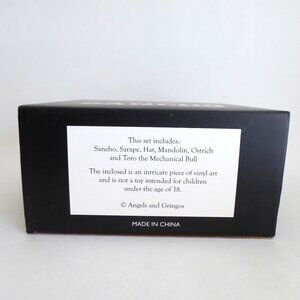 This set includes:
Sancho, Sarape, Hat, Mandolin, Ostrich
and Toro the Mechanical Bull
The inclosed is an intricate piece of vinyl art
and is not a toy intended for children
under the age of 18.
© Angels and Gringos
MADE IN CHINA